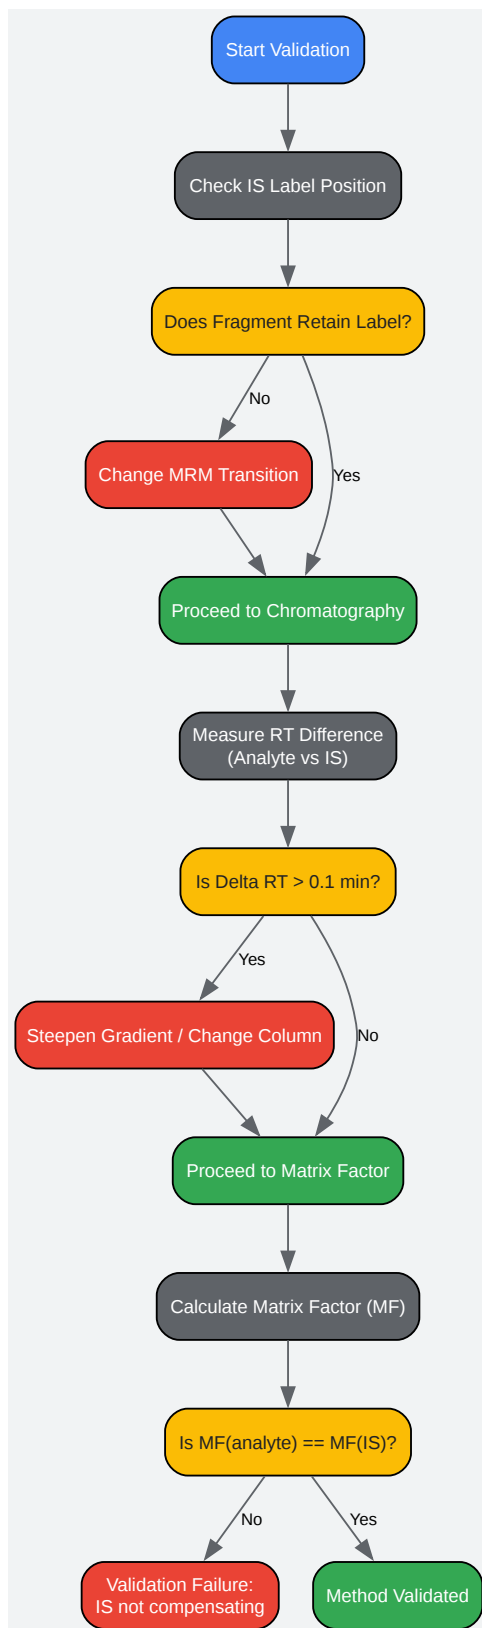 Start Validation
Check IS Label Position
Does Fragment Retain Label?
No
Change MRM Transition
Yes
Proceed to Chromatography
Measure RT Difference
(Analyte vs IS)
Is Delta RT > 0.1 min?
Yes
Steepen Gradient / Change Column
No
Proceed to Matrix Factor
Calculate Matrix Factor (MF)
Is MF(analyte) == MF(IS)?
No
Yes
Validation Failure:
IS not compensating
Method Validated